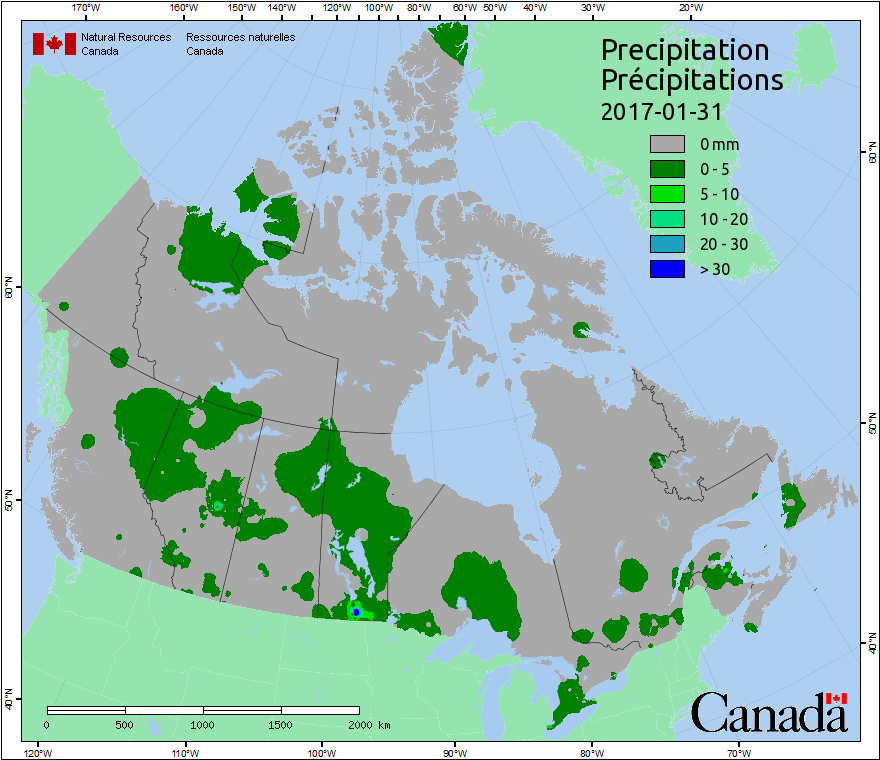 170°W 160°W 150°W 140°W 120°W 100°W 80°W 60°W 50°W 40°W 30°W 20°W
Natural Resources Ressources naturelles
Canada Canada
Precipitation
Précipitations
2017-01-31
0 mm
0 - 5
5 - 10
10 - 20
20 - 30
> 30
60°N
60°N
50°N
50°N
40°N
40°N
0 500 1000 1500 2000 km
Canada
120°W 110°W 100°W 90°W 80°W 70°W